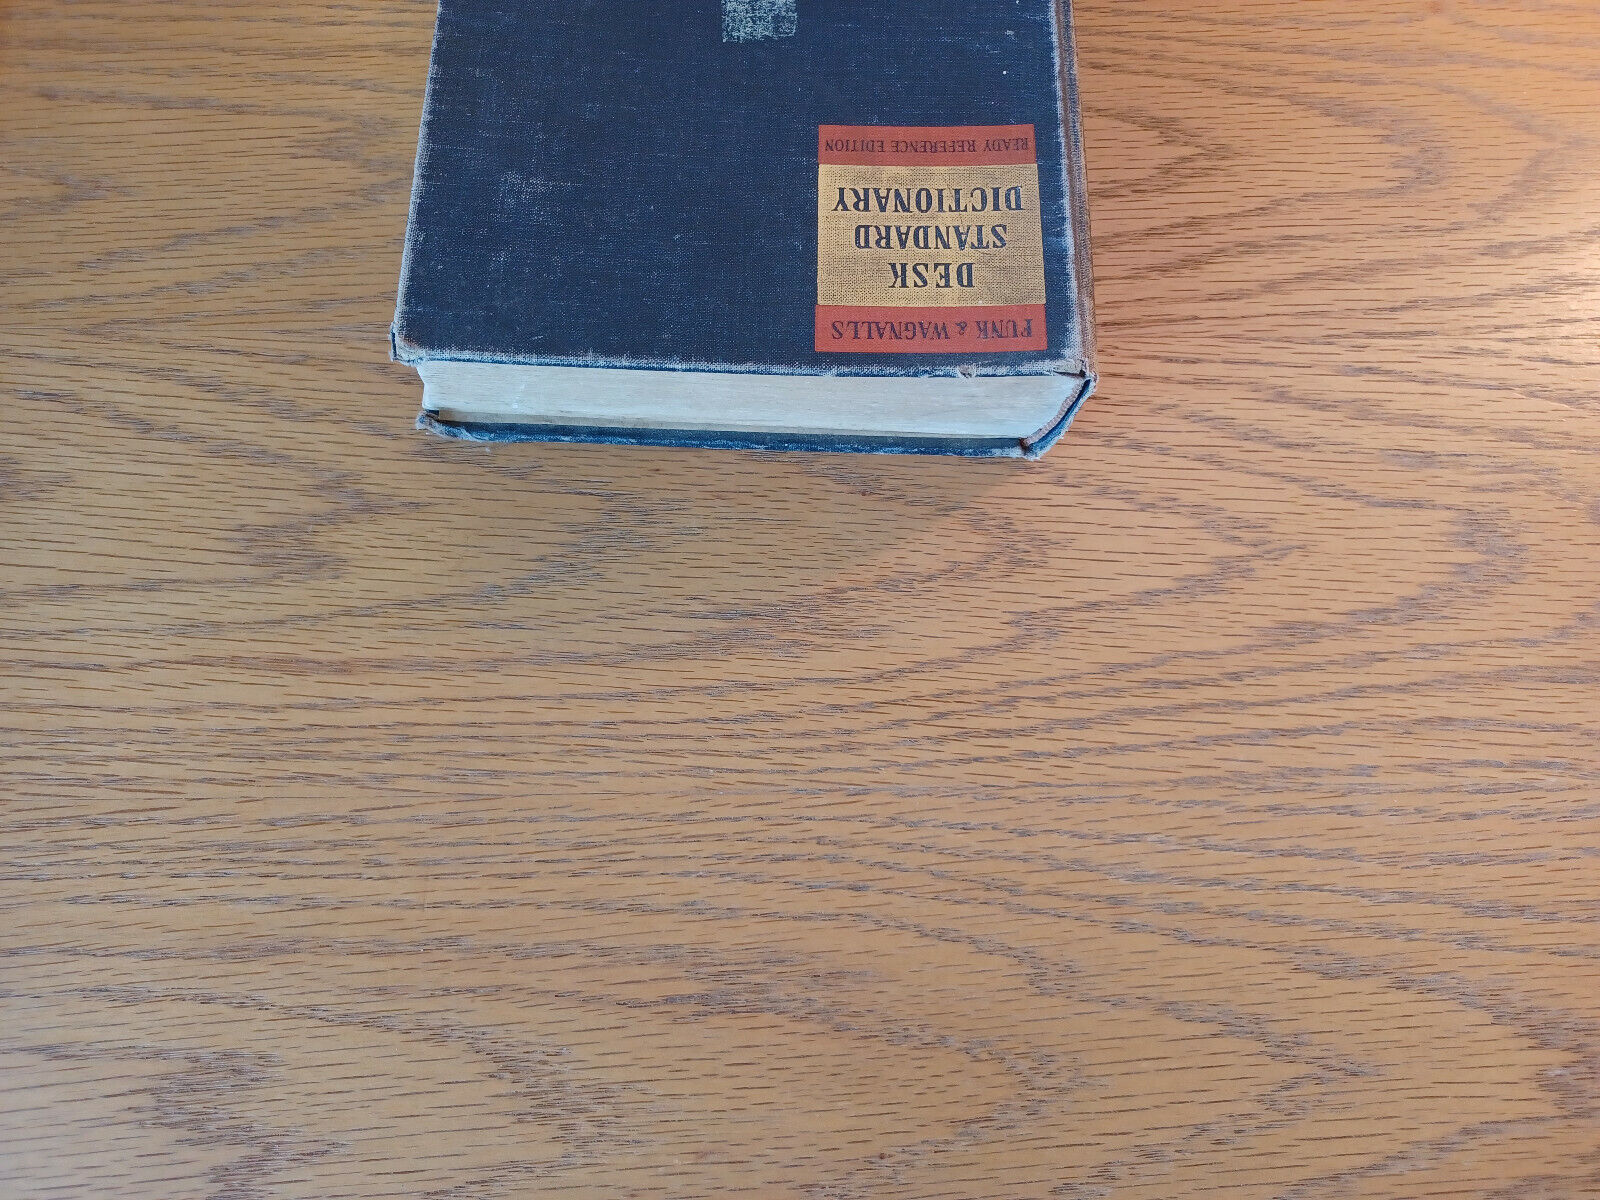 FUNK & WAGNALLS
DESK
STANDARD
DICTIONARY
READY REFERENCE EDITION